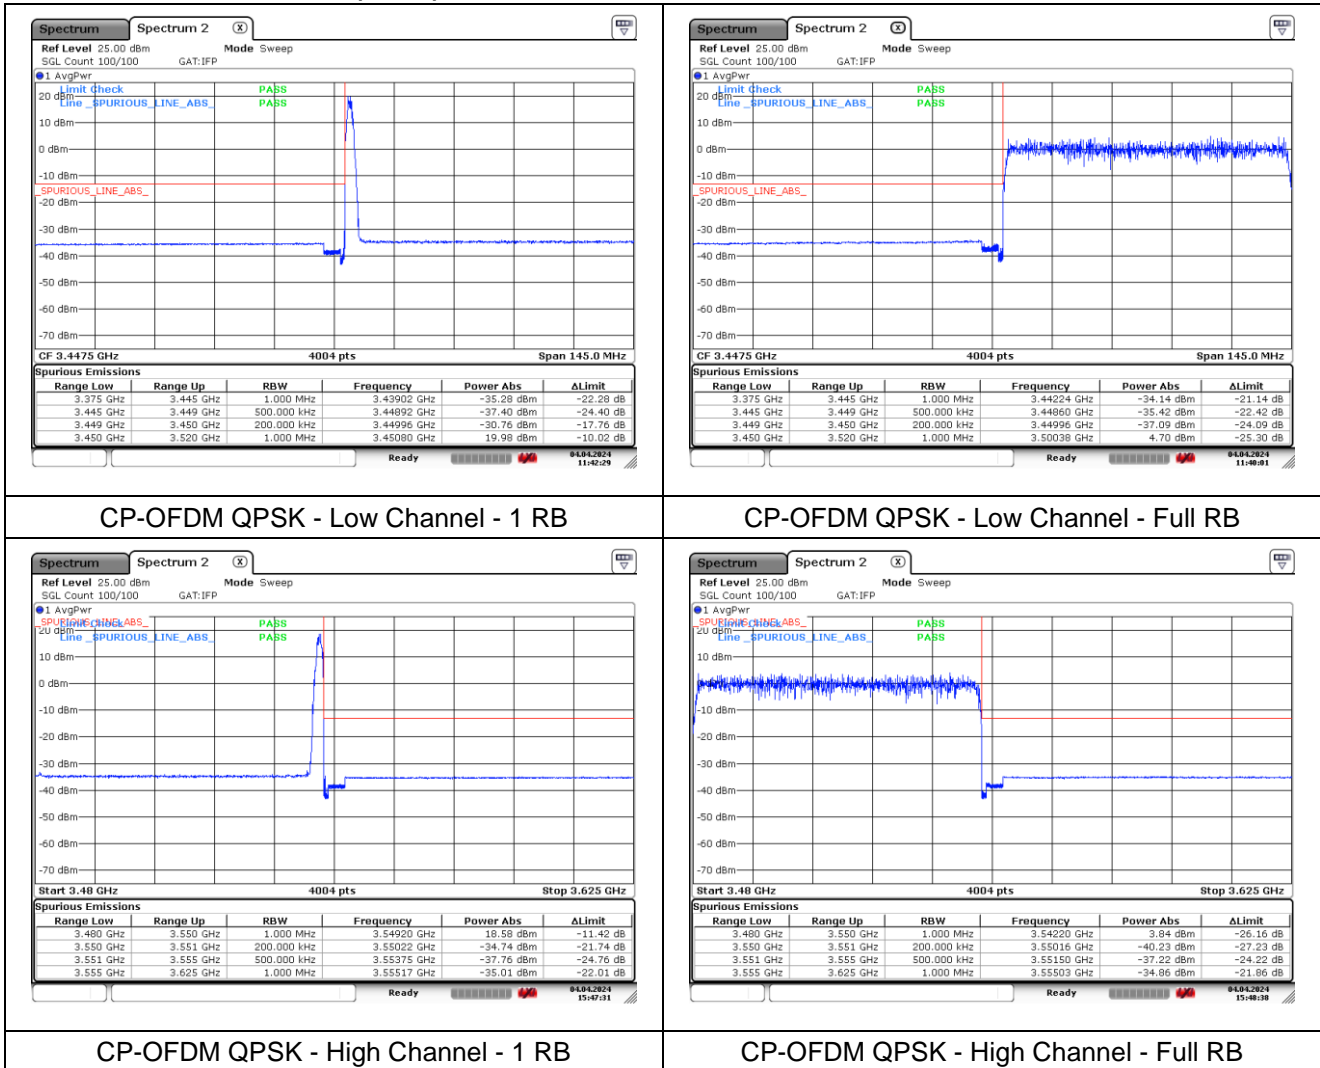 Spectrum Spectrum 2 X
Ref Level 25.00 dBm Mode Sweep
SGL Count 100/100 GAT:IFP
1 AvgPwr
Limit Check PASS
Line _SPURIOUS_LINE_ABS_ PASS
20 dBm
10 dBm
0 dBm
-10 dBm
_SPURIOUS_LINE_ABS_
-20 dBm
-30 dBm
-40 dBm
-50 dBm
-60 dBm
-70 dBm
CF 3.4475 GHz 4004 pts Span 145.0 MHz
Spurious Emissions
Range Low Range Up RBW Frequency Power Abs ΔLimit
3.375 GHz 3.445 GHz 1.000 MHz 3.43902 GHz -35.28 dBm -22.28 dB
3.445 GHz 3.449 GHz 500.000 kHz 3.44892 GHz -37.40 dBm -24.40 dB
3.449 GHz 3.450 GHz 200.000 kHz 3.44996 GHz -30.76 dBm -17.76 dB
3.450 GHz 3.520 GHz 1.000 MHz 3.45080 GHz 19.98 dBm -10.02 dB
Ready 04.04.2024
11:42:29
CP-OFDM QPSK - Low Channel - 1 RB
Spectrum Spectrum 2 X
Ref Level 25.00 dBm Mode Sweep
SGL Count 100/100 GAT:IFP
1 AvgPwr
Limit Check PASS
Line _SPURIOUS_LINE_ABS_ PASS
20 dBm
10 dBm
0 dBm
-10 dBm
_SPURIOUS_LINE_ABS_
-20 dBm
-30 dBm
-40 dBm
-50 dBm
-60 dBm
-70 dBm
CF 3.4475 GHz 4004 pts Span 145.0 MHz
Spurious Emissions
Range Low Range Up RBW Frequency Power Abs ΔLimit
3.375 GHz 3.445 GHz 1.000 MHz 3.44224 GHz -34.14 dBm -21.14 dB
3.445 GHz 3.449 GHz 500.000 kHz 3.44860 GHz -35.42 dBm -22.42 dB
3.449 GHz 3.450 GHz 200.000 kHz 3.44996 GHz -37.09 dBm -24.09 dB
3.450 GHz 3.520 GHz 1.000 MHz 3.50038 GHz 4.70 dBm -25.30 dB
Ready 04.04.2024
11:40:01
CP-OFDM QPSK - Low Channel - Full RB
Spectrum Spectrum 2 X
Ref Level 25.00 dBm Mode Sweep
SGL Count 100/100 GAT:IFP
1 AvgPwr
_SPURIOUS_LINE_ABS_
Limit Check PASS
Line _SPURIOUS_LINE_ABS_ PASS
20 dBm
10 dBm
0 dBm
-10 dBm
-20 dBm
-30 dBm
-40 dBm
-50 dBm
-60 dBm
-70 dBm
Start 3.48 GHz 4004 pts Stop 3.625 GHz
Spurious Emissions
Range Low Range Up RBW Frequency Power Abs ΔLimit
3.480 GHz 3.550 GHz 1.000 MHz 3.54920 GHz 18.58 dBm -11.42 dB
3.550 GHz 3.551 GHz 200.000 kHz 3.55022 GHz -34.74 dBm -21.74 dB
3.551 GHz 3.555 GHz 500.000 kHz 3.55375 GHz -37.76 dBm -24.76 dB
3.555 GHz 3.625 GHz 1.000 MHz 3.55517 GHz -35.01 dBm -22.01 dB
Ready 04.04.2024
15:47:31
CP-OFDM QPSK - High Channel - 1 RB
Spectrum Spectrum 2 X
Ref Level 25.00 dBm Mode Sweep
SGL Count 100/100 GAT:IFP
1 AvgPwr
_SPURIOUS_LINE_ABS_
Limit Check PASS
Line _SPURIOUS_LINE_ABS_ PASS
20 dBm
10 dBm
0 dBm
-10 dBm
-20 dBm
-30 dBm
-40 dBm
-50 dBm
-60 dBm
-70 dBm
Start 3.48 GHz 4004 pts Stop 3.625 GHz
Spurious Emissions
Range Low Range Up RBW Frequency Power Abs ΔLimit
3.480 GHz 3.550 GHz 1.000 MHz 3.54220 GHz 3.84 dBm -26.16 dB
3.550 GHz 3.551 GHz 200.000 kHz 3.55016 GHz -40.23 dBm -27.23 dB
3.551 GHz 3.555 GHz 500.000 kHz 3.55150 GHz -37.22 dBm -24.22 dB
3.555 GHz 3.625 GHz 1.000 MHz 3.55503 GHz -34.86 dBm -21.86 dB
Ready 04.04.2024
15:48:38
CP-OFDM QPSK - High Channel - Full RB